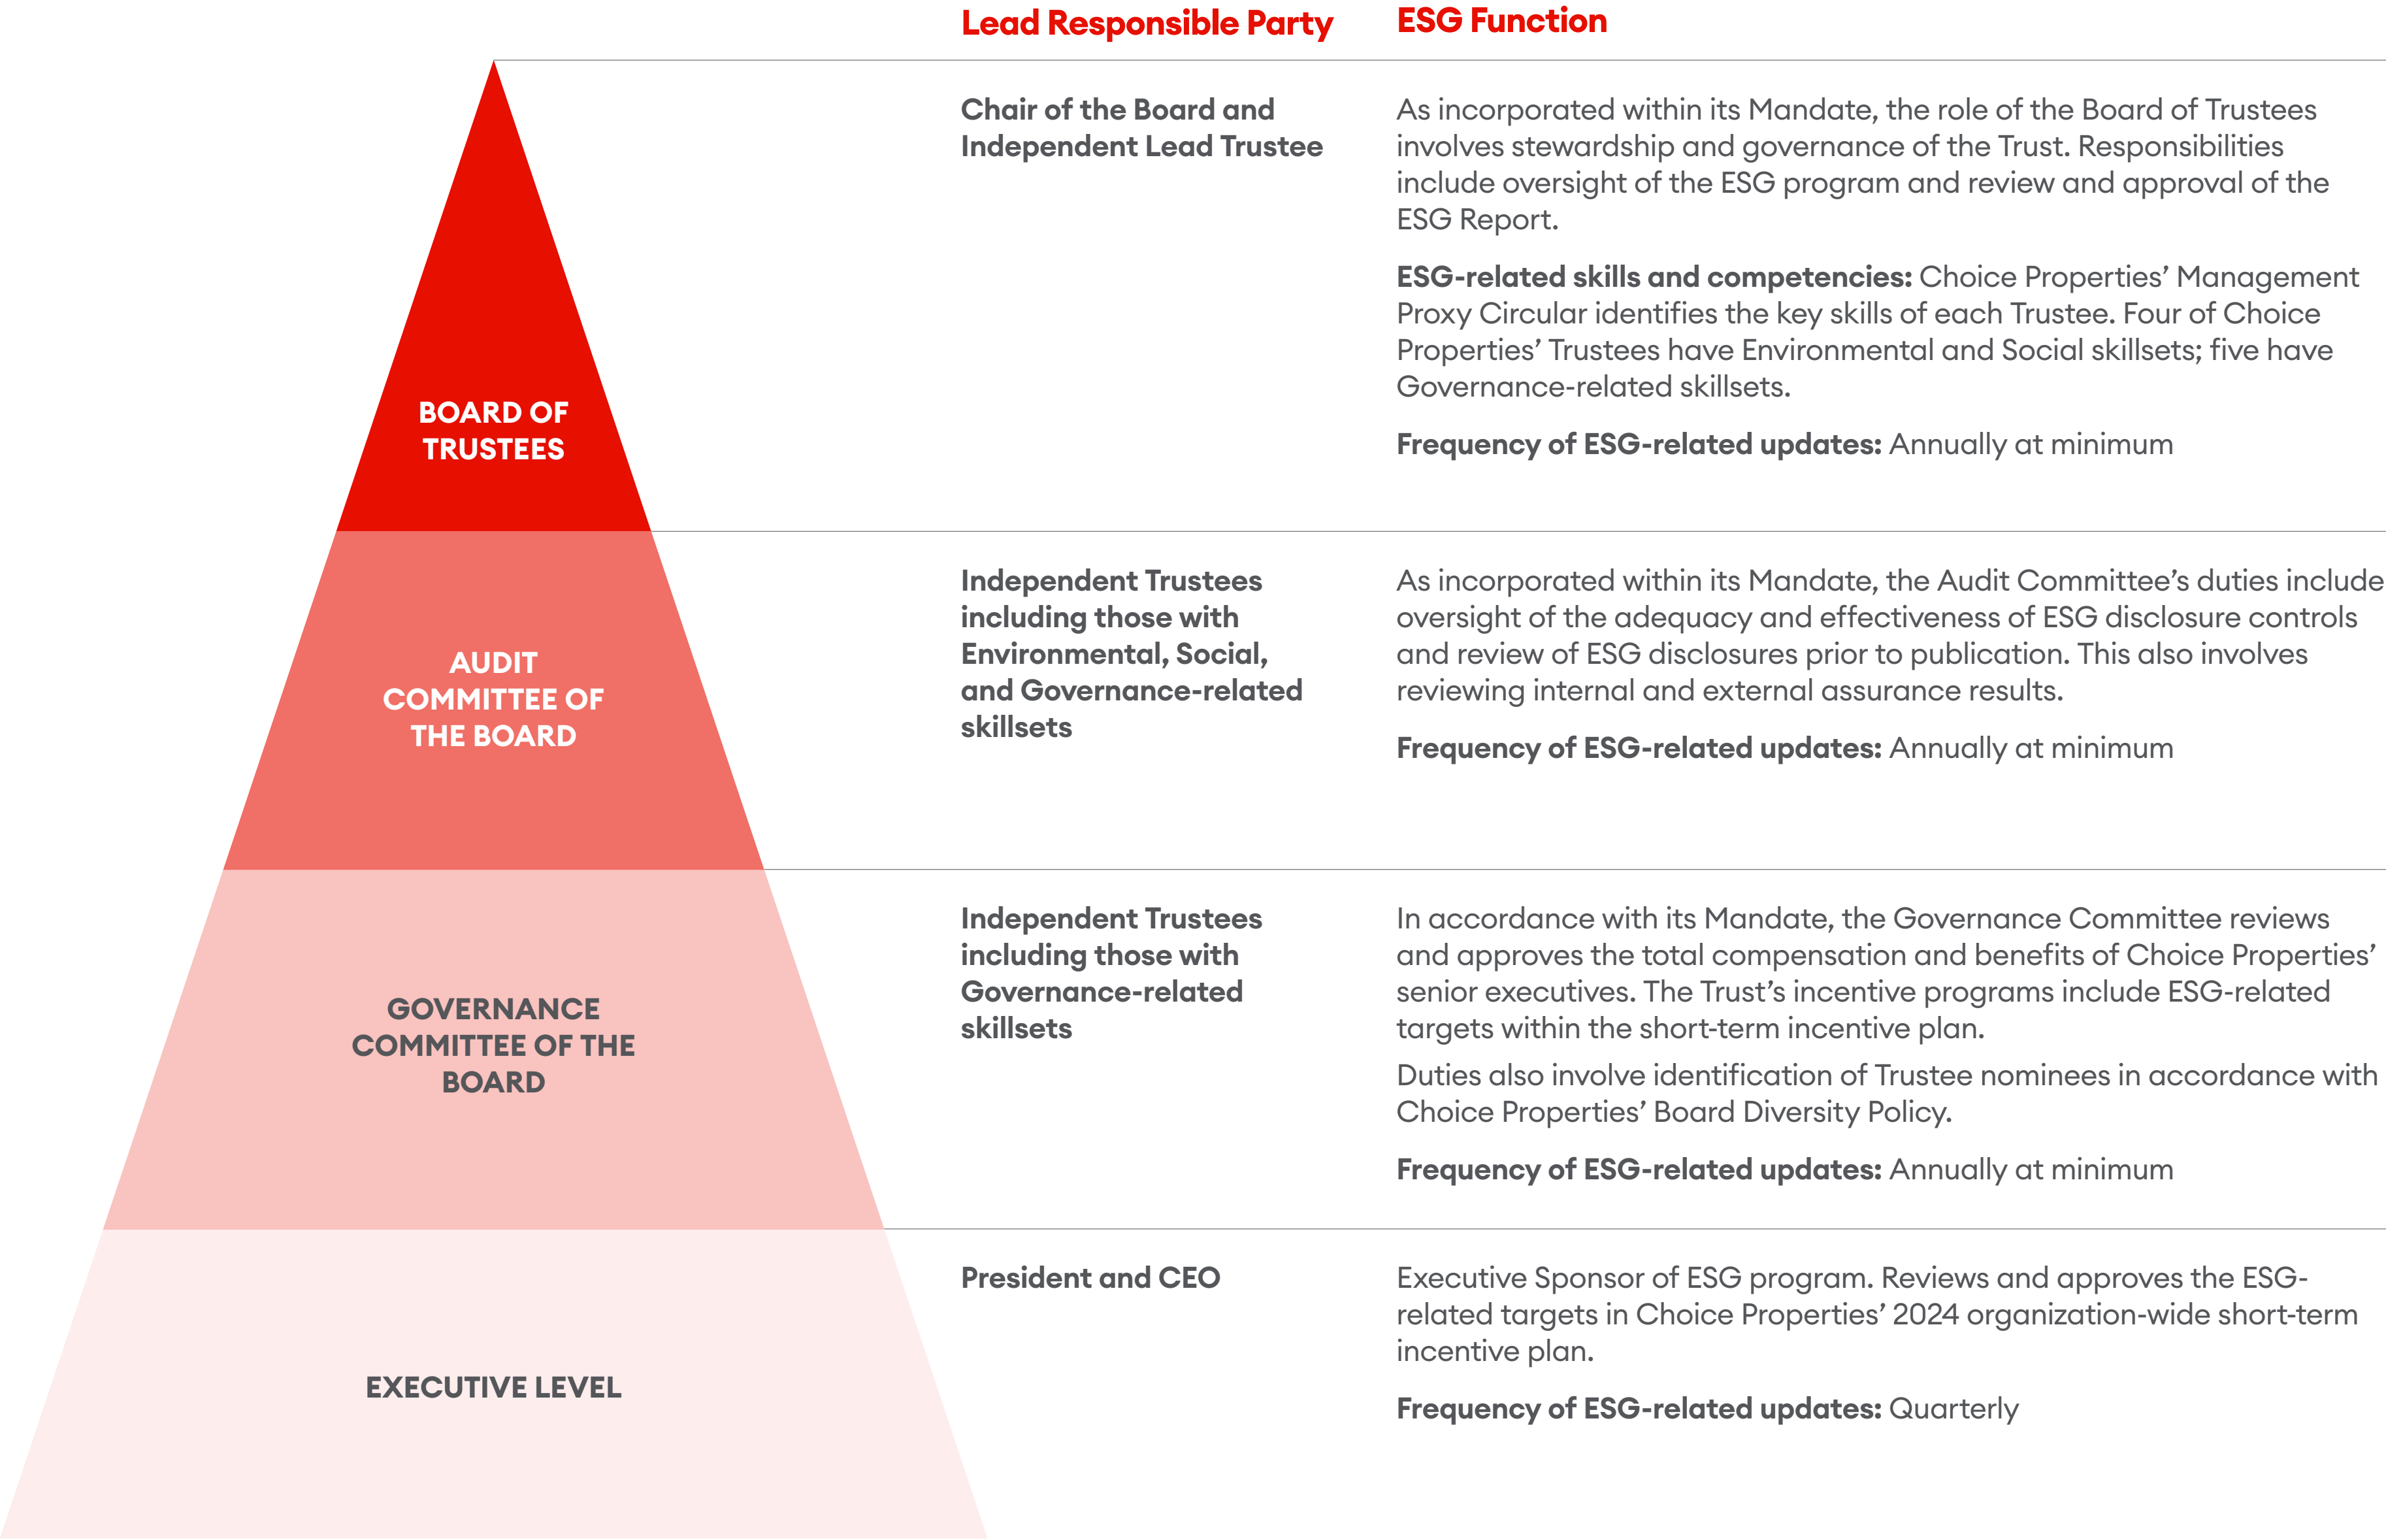 Lead Responsible Party
ESG Function
BOARD OF
TRUSTEES
Chair of the Board and
Independent Lead Trustee
As incorporated within its Mandate, the role of the Board of Trustees
involves stewardship and governance of the Trust. Responsibilities
include oversight of the ESG program and review and approval of the
ESG Report.
ESG-related skills and competencies: Choice Properties’ Management
Proxy Circular identifies the key skills of each Trustee. Four of Choice
Properties’ Trustees have Environmental and Social skillsets; five have
Governance-related skillsets.
Frequency of ESG-related updates: Annually at minimum
AUDIT
COMMITTEE OF
THE BOARD
Independent Trustees
including those with
Environmental, Social,
and Governance-related
skillsets
As incorporated within its Mandate, the Audit Committee’s duties include
oversight of the adequacy and effectiveness of ESG disclosure controls
and review of ESG disclosures prior to publication. This also involves
reviewing internal and external assurance results.
Frequency of ESG-related updates: Annually at minimum
GOVERNANCE
COMMITTEE OF THE
BOARD
Independent Trustees
including those with
Governance-related
skillsets
In accordance with its Mandate, the Governance Committee reviews
and approves the total compensation and benefits of Choice Properties’
senior executives. The Trust’s incentive programs include ESG-related
targets within the short-term incentive plan.
Duties also involve identification of Trustee nominees in accordance with
Choice Properties’ Board Diversity Policy.
Frequency of ESG-related updates: Annually at minimum
EXECUTIVE LEVEL
President and CEO
Executive Sponsor of ESG program. Reviews and approves the ESG-
related targets in Choice Properties’ 2024 organization-wide short-term
incentive plan.
Frequency of ESG-related updates: Quarterly